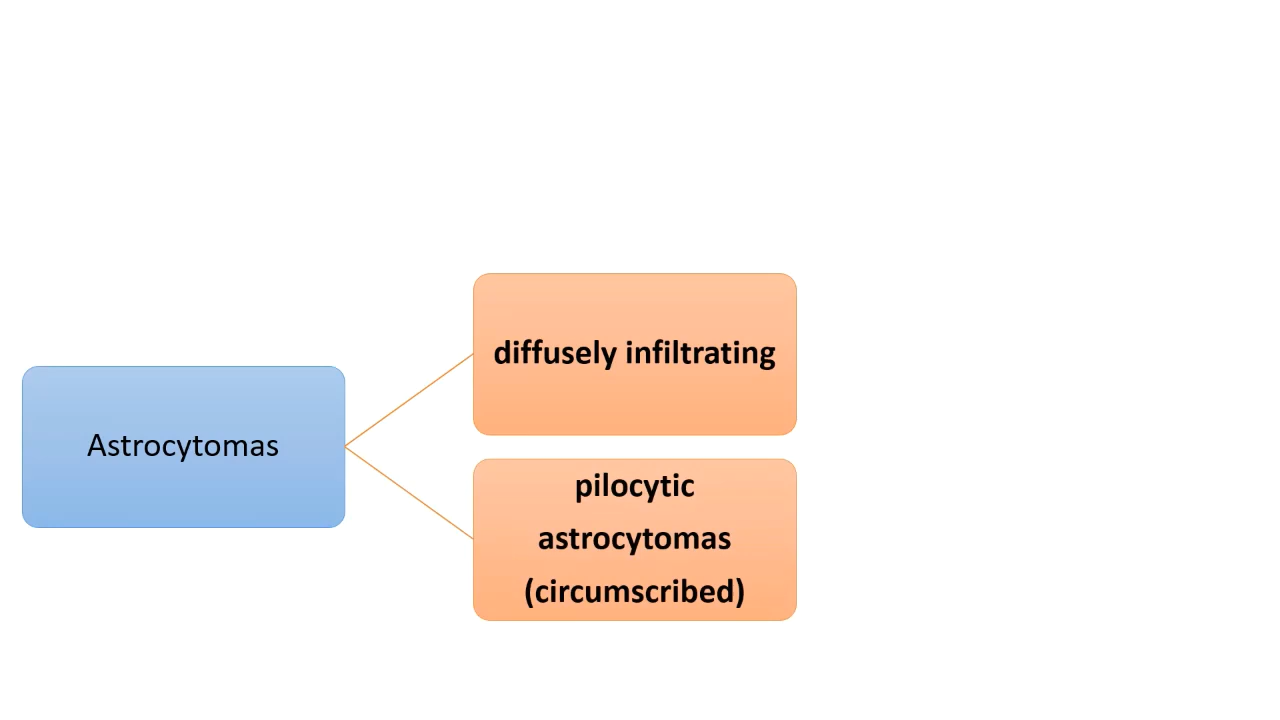 Astrocytomas
diffusely infiltrating
pilocytic
astrocytomas
(circumscribed)